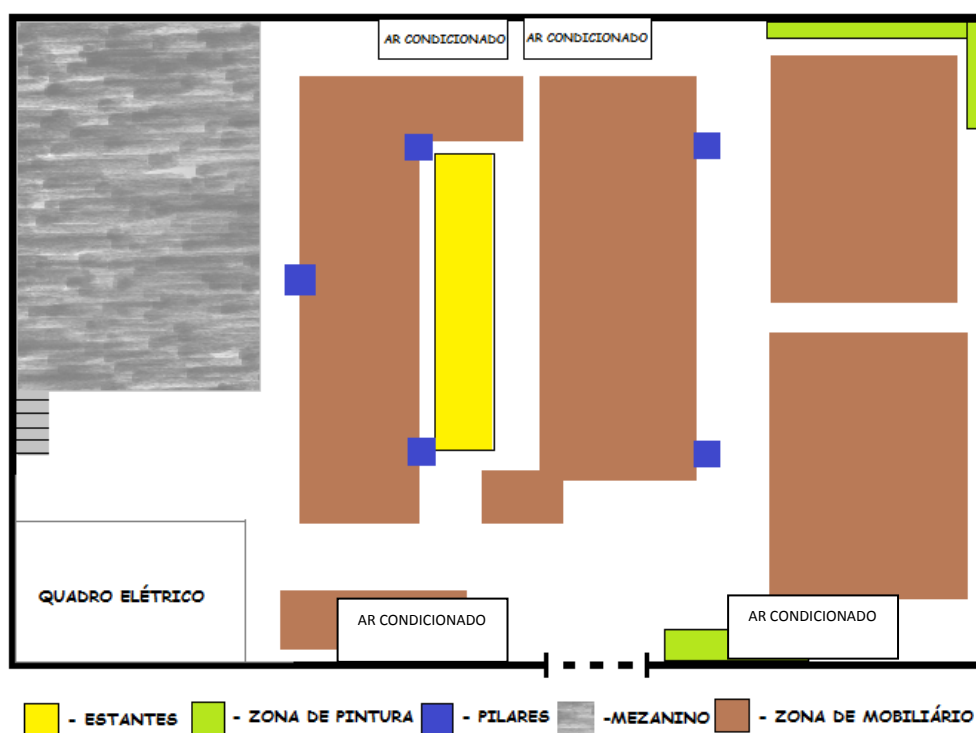 AR CONDICIONADO
AR CONDICIONADO
QUADRO ELÉTRICO
AR CONDICIONADO
AR CONDICIONADO
- ESTANTES
- ZONA DE PINTURA
- PILARES
-MEZANINO
- ZONA DE MOBILIÁRIO